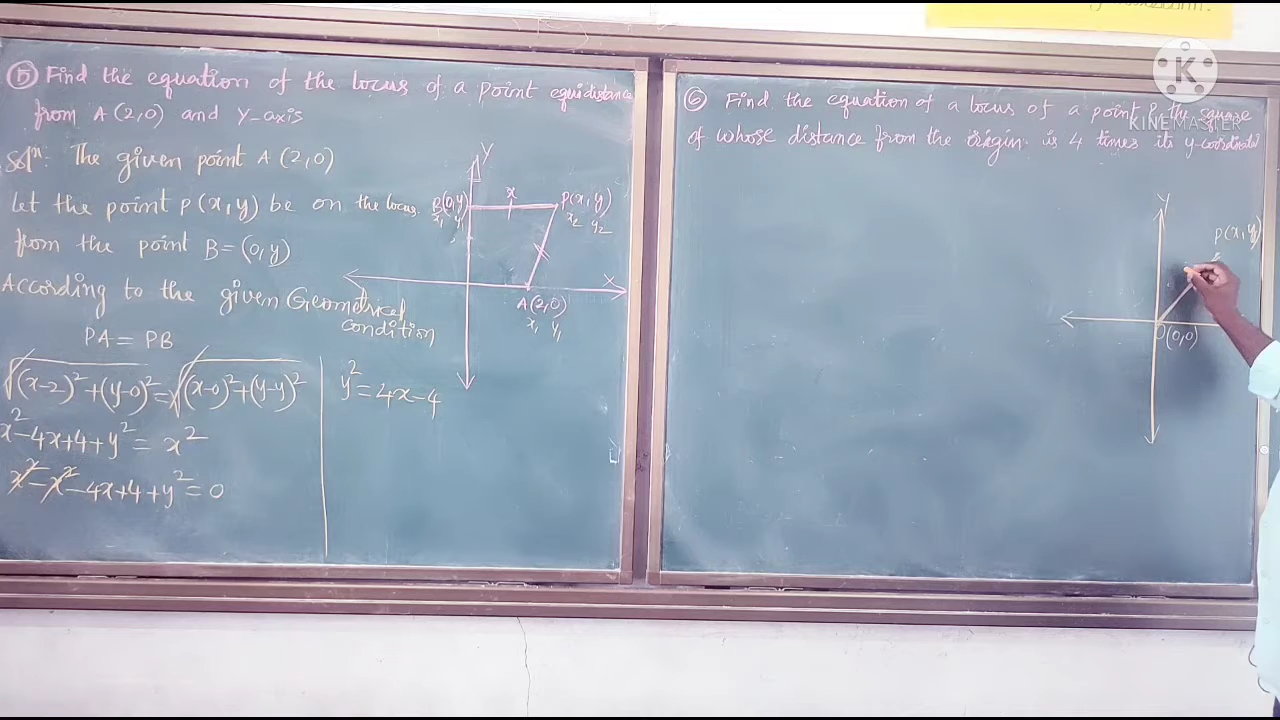 ⑤ Find the equation of the locus of a point equidistance
from A (2,0) and Y-axis
Solⁿ: The given point A (2,0)
Let the point P(x,y) be on the locus.
from the point B = (0,y)
According to the given Geometrical
condition
PA = PB
√(x-2)²+(y-0)² = √(x-0)²+(y-y)²
x²-4x+4+y² = x²
x²-x²-4x+4+y² = 0
y² = 4x-4
Y
B(0,y)
x₁ y₁
x
P(x,y)
x₂ y₂
X
A(2,0)
x₁ y₁
⑥ Find the equation of a locus of a point P, the square
of whose distance from the origin is 4 times its y-coordinate
K
KINEMASTER
Y
P(x,y)
O(0,0)